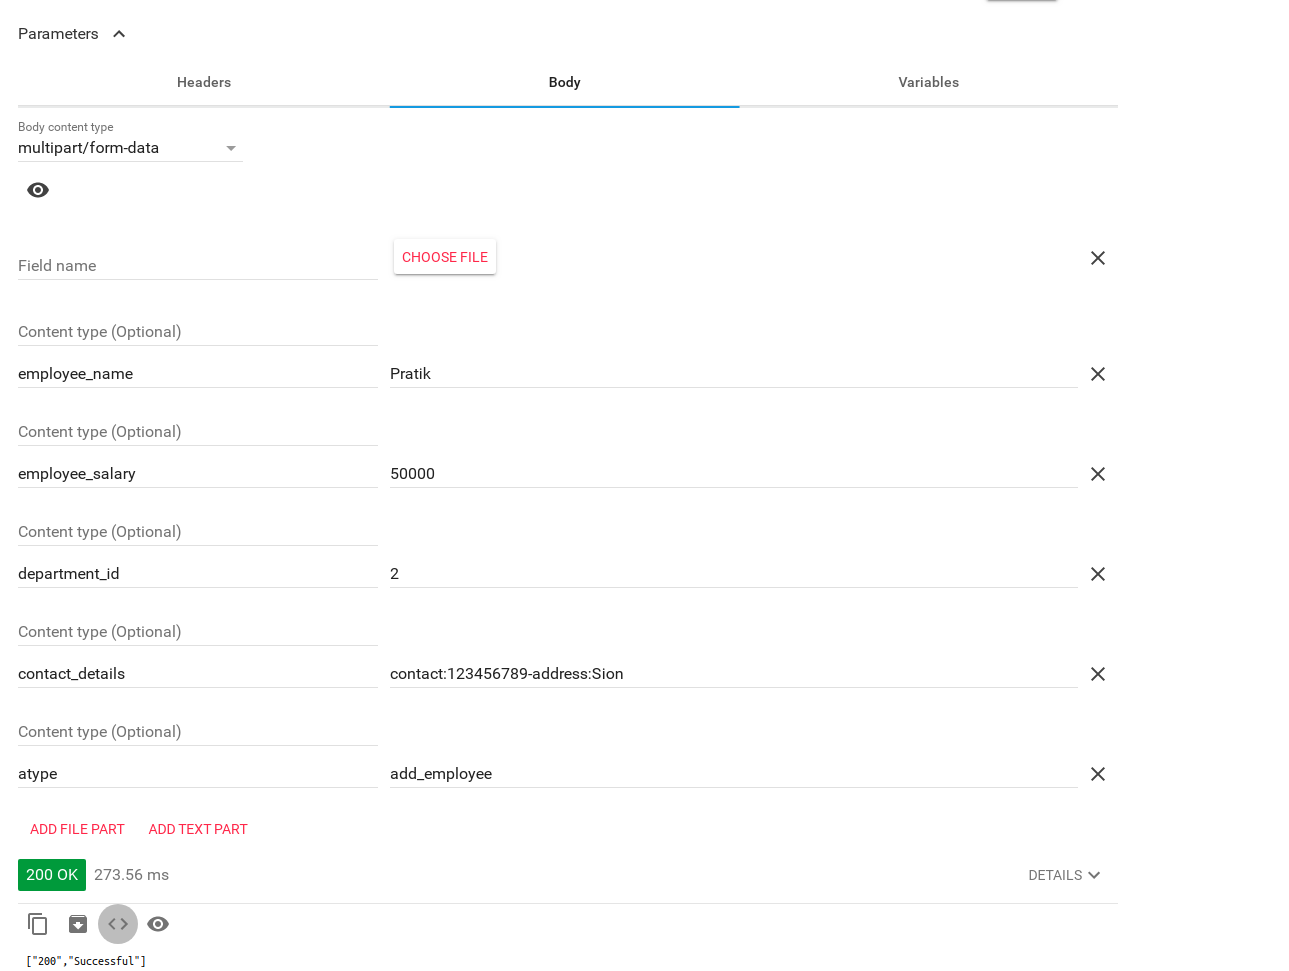 Parameters
Headers Body Variables
Body content type
multipart/form-data
Field name CHOOSE FILE
Content type (Optional)
employee_name Pratik
Content type (Optional)
employee_salary 50000
Content type (Optional)
department_id 2
Content type (Optional)
contact_details contact:123456789-address:Sion
Content type (Optional)
atype add_employee
ADD FILE PART ADD TEXT PART
200 OK 273.56 ms DETAILS
["200","Successful"]